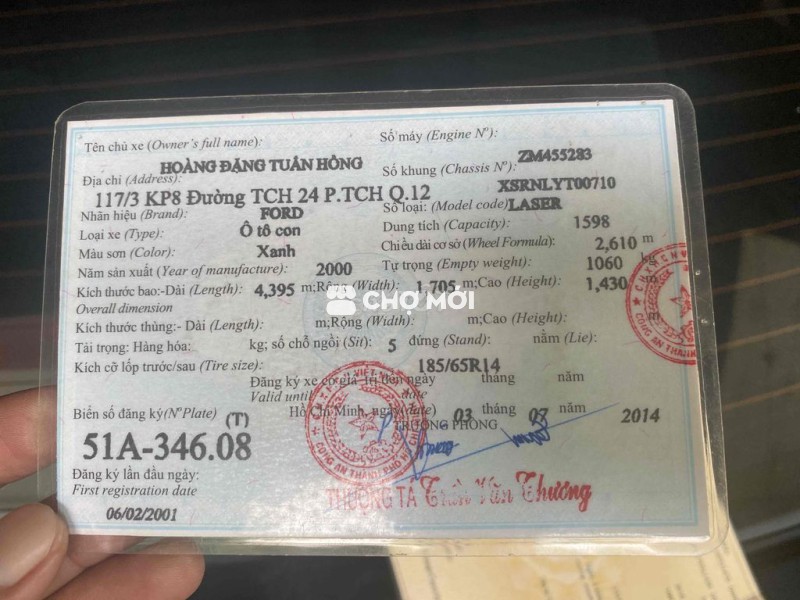 Tên chủ xe (Owner's full name):
HOÀNG ĐẶNG TUẤN HỒNG
Địa chỉ (Address):
117/3 KP8 Đường TCH 24 P.TCH Q.12
Nhãn hiệu (Brand): FORD
Loại xe (Type): Ô tô con
Màu sơn (Color): Xanh
Năm sản xuất (Year of manufacture): 2000
Số máy (Engine Nº): ZM455283
Số khung (Chassis Nº): XSRNLYT00710
Số loại: (Model code) LASER
Dung tích (Capacity): 1598
Chiều dài cơ sở (Wheel Formula): 2,610 m
Tự trọng (Empty weight): 1060 kg
Kích thước bao:-Dài (Length): 4,395 m;Rộng (Width): 1,705 m;Cao (Height): 1,430 m
Overall dimension
CHỢ MỚI
Kích thước thùng:- Dài (Length): m;Rộng (Width): m;Cao (Height): m
Tải trọng: Hàng hóa: kg; số chỗ ngồi (Sit): 5 đứng (Stand): nằm (Lie):
Kích cỡ lốp trước/sau (Tire size): 185/65R14
Đăng ký xe có giá trị đến ngày tháng năm
Valid until date
Biển số đăng ký(NºPlate) (T)
51A-346.08
Hồ Chí Minh, ngày(date) 03 tháng 07 năm 2014
TRƯỞNG PHÒNG
Đăng ký lần đầu ngày:
First registration date
06/02/2001
THƯỢNG TÁ Trần Văn Thương